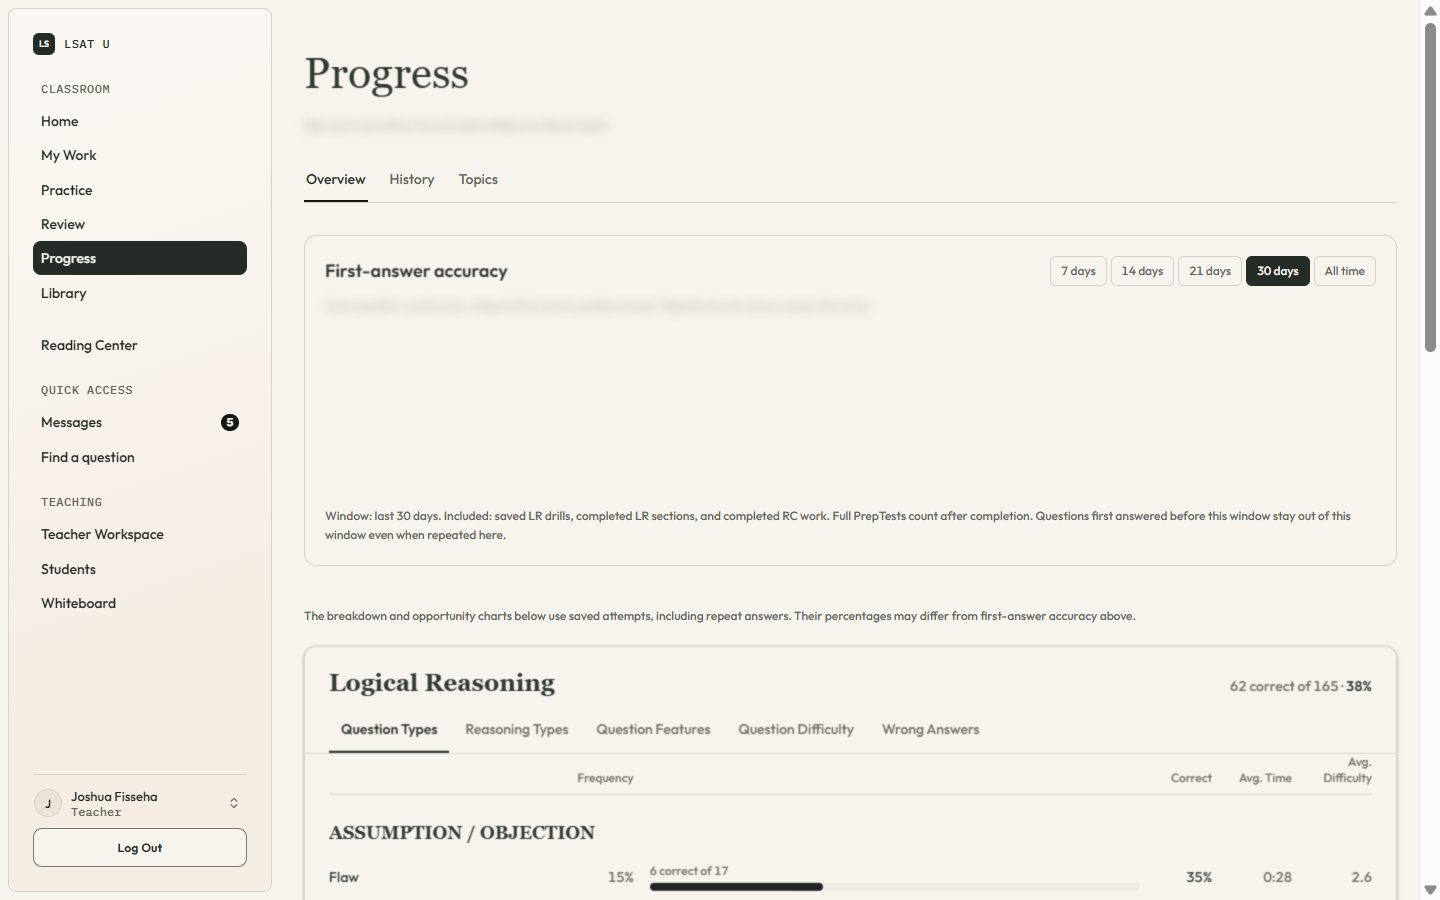 LS LSAT U
CLASSROOM
Home
My Work
Practice
Review
Progress
Library
Reading Center
QUICK ACCESS
Messages 5
Find a question
TEACHING
Teacher Workspace
Students
Whiteboard
J Joshua Fisseha
Teacher
Log Out
Progress
Overview History Topics
First-answer accuracy 7 days 14 days 21 days 30 days All time
Window: last 30 days. Included: saved LR drills, completed LR sections, and completed RC work. Full PrepTests count after completion. Questions first answered before this window stay out of this
window even when repeated here.
The breakdown and opportunity charts below use saved attempts, including repeat answers. Their percentages may differ from first-answer accuracy above.
Logical Reasoning 62 correct of 165 · 38%
Question Types Reasoning Types Question Features Question Difficulty Wrong Answers
Frequency Correct Avg. Time Avg.
Difficulty
ASSUMPTION / OBJECTION
Flaw 15% 6 correct of 17 35% 0:28 2.6